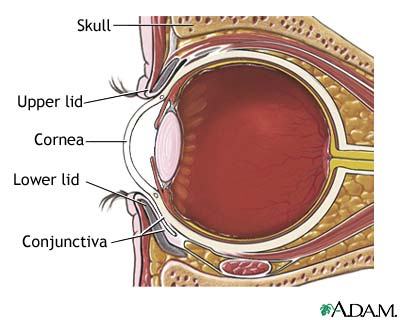 Skull
Upper lid
Cornea
Lower lid
Conjunctiva
A.D.A.M.